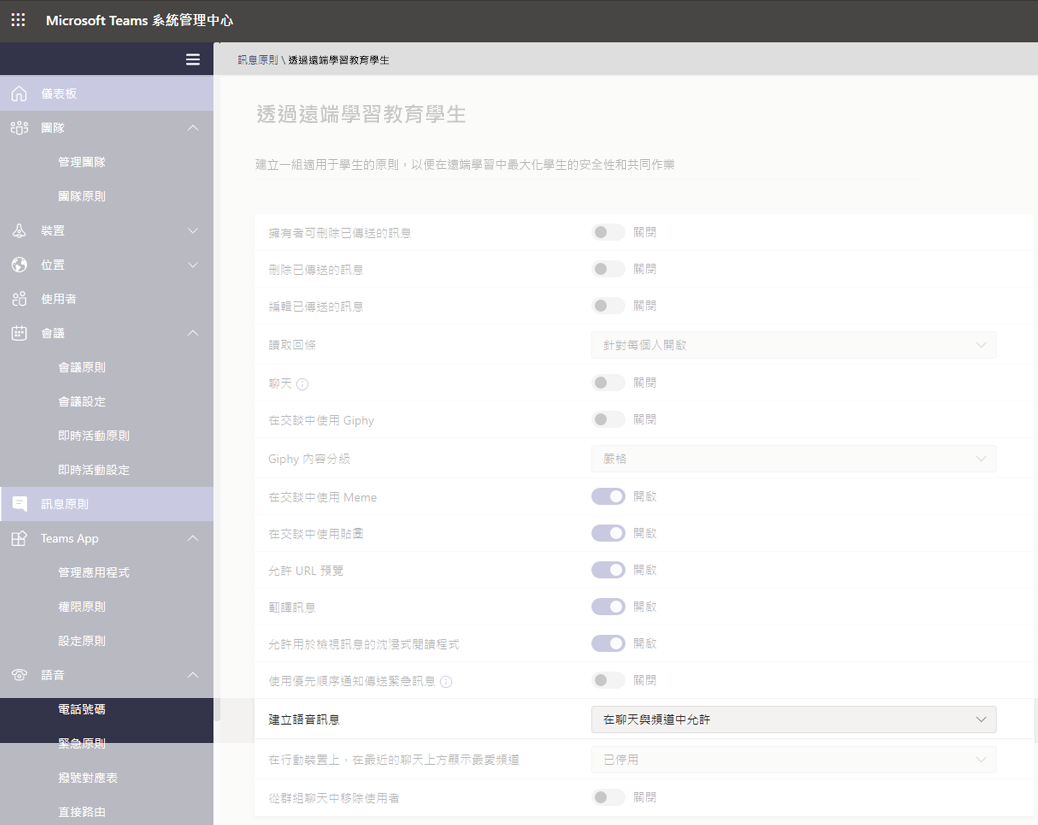 Microsoft Teams 系統管理中心
訊息原則 \ 透過遠端學習教育學生
儀表板
團隊
管理團隊
團隊原則
裝置
位置
使用者
會議
會議原則
會議設定
即時活動原則
即時活動設定
訊息原則
Teams App
管理應用程式
權限原則
設定原則
語音
電話號碼
緊急原則
撥號對應表
直接路由
透過遠端學習教育學生
建立一組適用于學生的原則，以便在遠端學習中最大化學生的安全性和共同作業
擁有者可刪除已傳送的訊息 關閉
刪除已傳送的訊息 關閉
編輯已傳送的訊息 關閉
讀取回條 針對每個人開啟
聊天 關閉
在交談中使用 Giphy 關閉
Giphy 內容分級 嚴格
在交談中使用 Meme 開啟
在交談中使用貼圖 開啟
允許 URL 預覽 開啟
翻譯訊息 開啟
允許用於檢視訊息的沈浸式閱讀程式 開啟
使用優先順序通知傳送緊急訊息 關閉
建立語音訊息 在聊天與頻道中允許
在行動裝置上，在最近的聊天上方顯示最愛頻道 已停用
從群組聊天中移除使用者 關閉